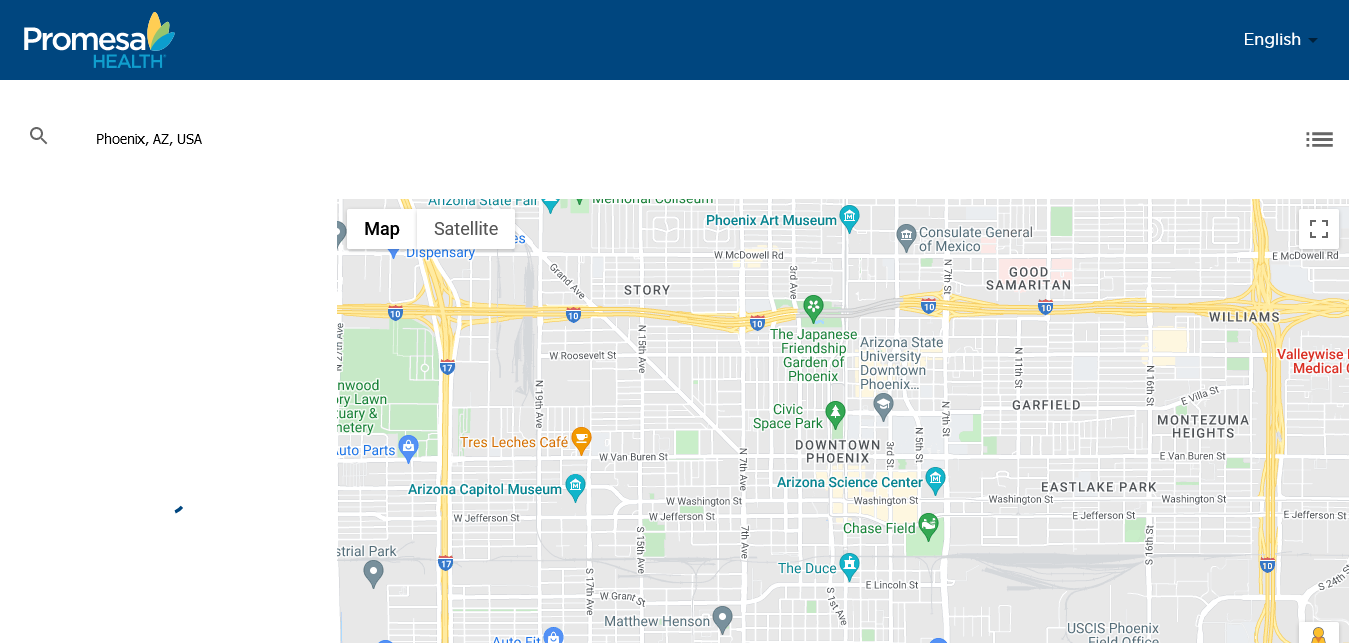 Promesa
HEALTH
English
Phoenix, AZ, USA
Map
Satellite
Arizona State Fair
Memorial Coliseum
Dispensary
Phoenix Art Museum
Consulate General
of Mexico
W McDowell Rd
E McDowell Rd
Grand Ave
3rd Ave
N 7th St
STORY
GOOD
SAMARITAN
10
10
10
10
10
WILLIAMS
The Japanese
Friendship
Garden of
Phoenix
Arizona State
University
Downtown
Phoenix...
N 27th Ave
N 15th Ave
W Roosevelt St
N 11th St
N 16th St
Valleywise
Medical
17
N 19th Ave
E Villa St
GARFIELD
Civic
Space Park
MONTEZUMA
HEIGHTS
N 7th St
Tres Leches Café
Auto Parts
DOWNTOWN
PHOENIX
3rd St
N 5th St
W Van Buren St
E Van Buren St
N 7th Ave
Arizona Capitol Museum
Arizona Science Center
EASTLAKE PARK
W Washington St
Washington St
Washington St
Washington St
W Jefferson St
W Jefferson St
E Jefferson St
E Jefferson St
Chase Field
S 15th Ave
7th Ave
S 16th St
17
10
The Duce
E Lincoln St
S 17th Ave
S 1st Ave
S 24th St
W Grant St
Matthew Henson
USCIS Phoenix
Field Office
Auto Fit